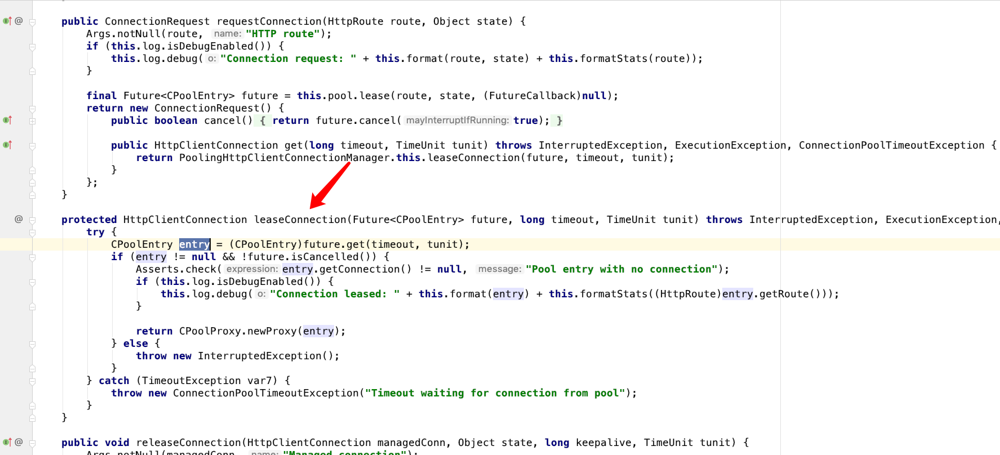 @ public ConnectionRequest requestConnection(HttpRoute route, Object state) {
Args.notNull(route, name: "HTTP route");
if (this.log.isDebugEnabled()) {
this.log.debug( o: "Connection request: " + this.format(route, state) + this.formatStats(route));
}
final Future<CPoolEntry> future = this.pool.lease(route, state, (FutureCallback)null);
return new ConnectionRequest() {
public boolean cancel() { return future.cancel( mayInterruptIfRunning: true); }
public HttpClientConnection get(long timeout, TimeUnit tunit) throws InterruptedException, ExecutionException, ConnectionPoolTimeoutException {
return PoolingHttpClientConnectionManager.this.leaseConnection(future, timeout, tunit);
}
};
}
@ protected HttpClientConnection leaseConnection(Future<CPoolEntry> future, long timeout, TimeUnit tunit) throws InterruptedException, ExecutionException,
try {
CPoolEntry entry = (CPoolEntry)future.get(timeout, tunit);
if (entry != null && !future.isCancelled()) {
Asserts.check( expression: entry.getConnection() != null, message: "Pool entry with no connection");
if (this.log.isDebugEnabled()) {
this.log.debug( o: "Connection leased: " + this.format(entry) + this.formatStats((HttpRoute)entry.getRoute()));
}
return CPoolProxy.newProxy(entry);
} else {
throw new InterruptedException();
}
} catch (TimeoutException var7) {
throw new ConnectionPoolTimeoutException("Timeout waiting for connection from pool");
}
}
@ public void releaseConnection(HttpClientConnection managedConn, Object state, long keepalive, TimeUnit tunit) {
Args.notNull(managedConn, name: "Managed connection");